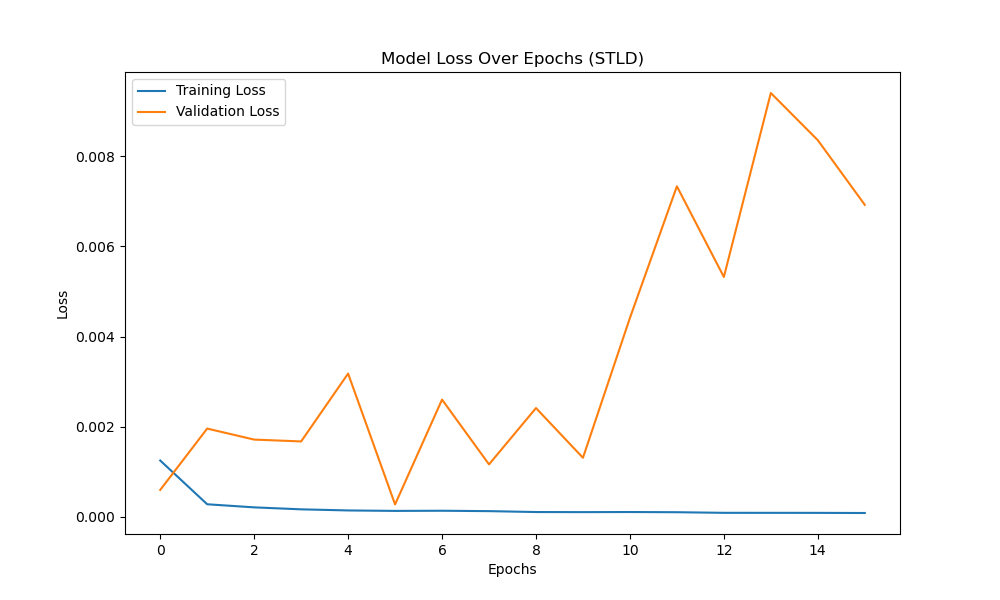 Model Loss Over Epochs (STLD)
Training Loss
Validation Loss
0.008
0.006
0.004
0.002
0.000
Loss
0 2 4 6 8 10 12 14
Epochs